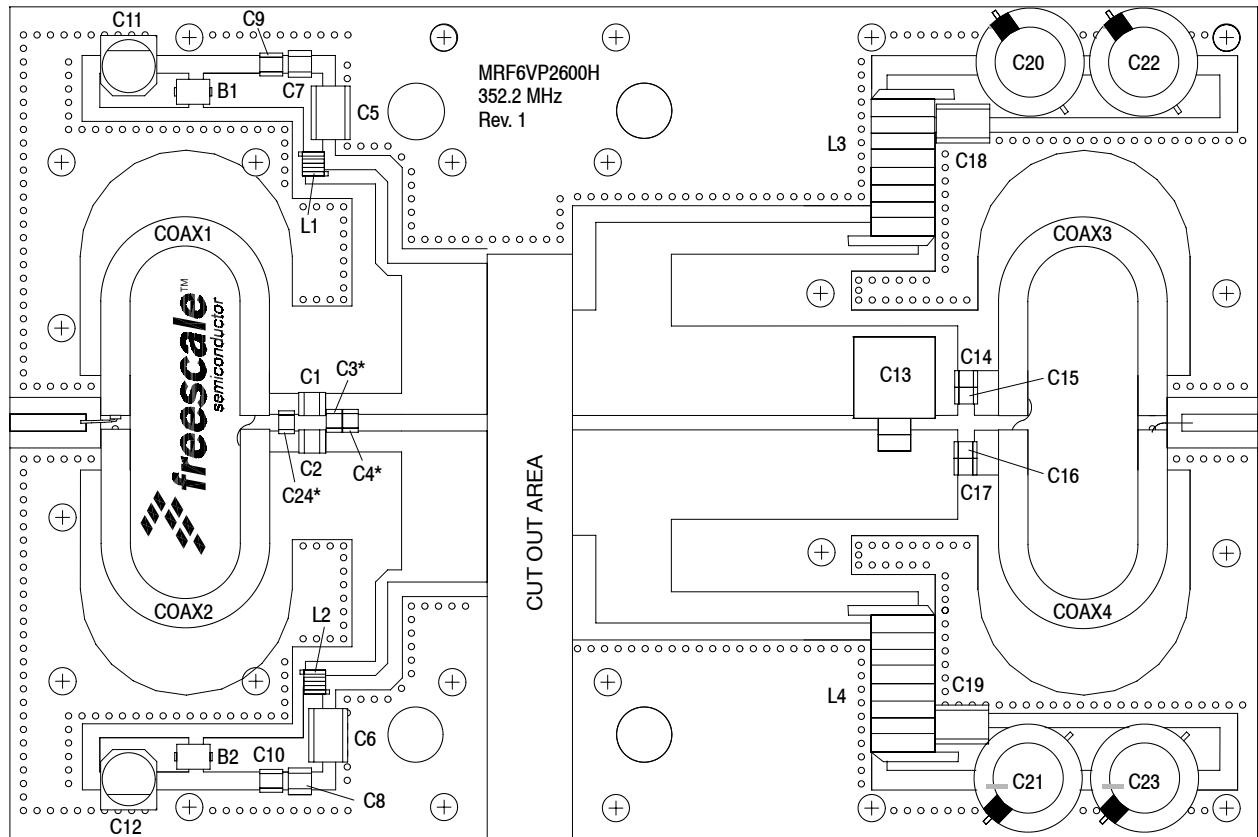 C11
C9
C20
C22
MRF6VP2600H
352.2 MHz
Rev. 1
B1
C7
C5
L3
C18
L1
COAX1
COAX3
freescale™
semiconductor
C1
C3*
C14
C13
C15
C2
C4*
C24*
C16
C17
CUT OUT AREA
COAX2
COAX4
L2
L4
C19
B2
C10
C6
C21
C23
C8
C12